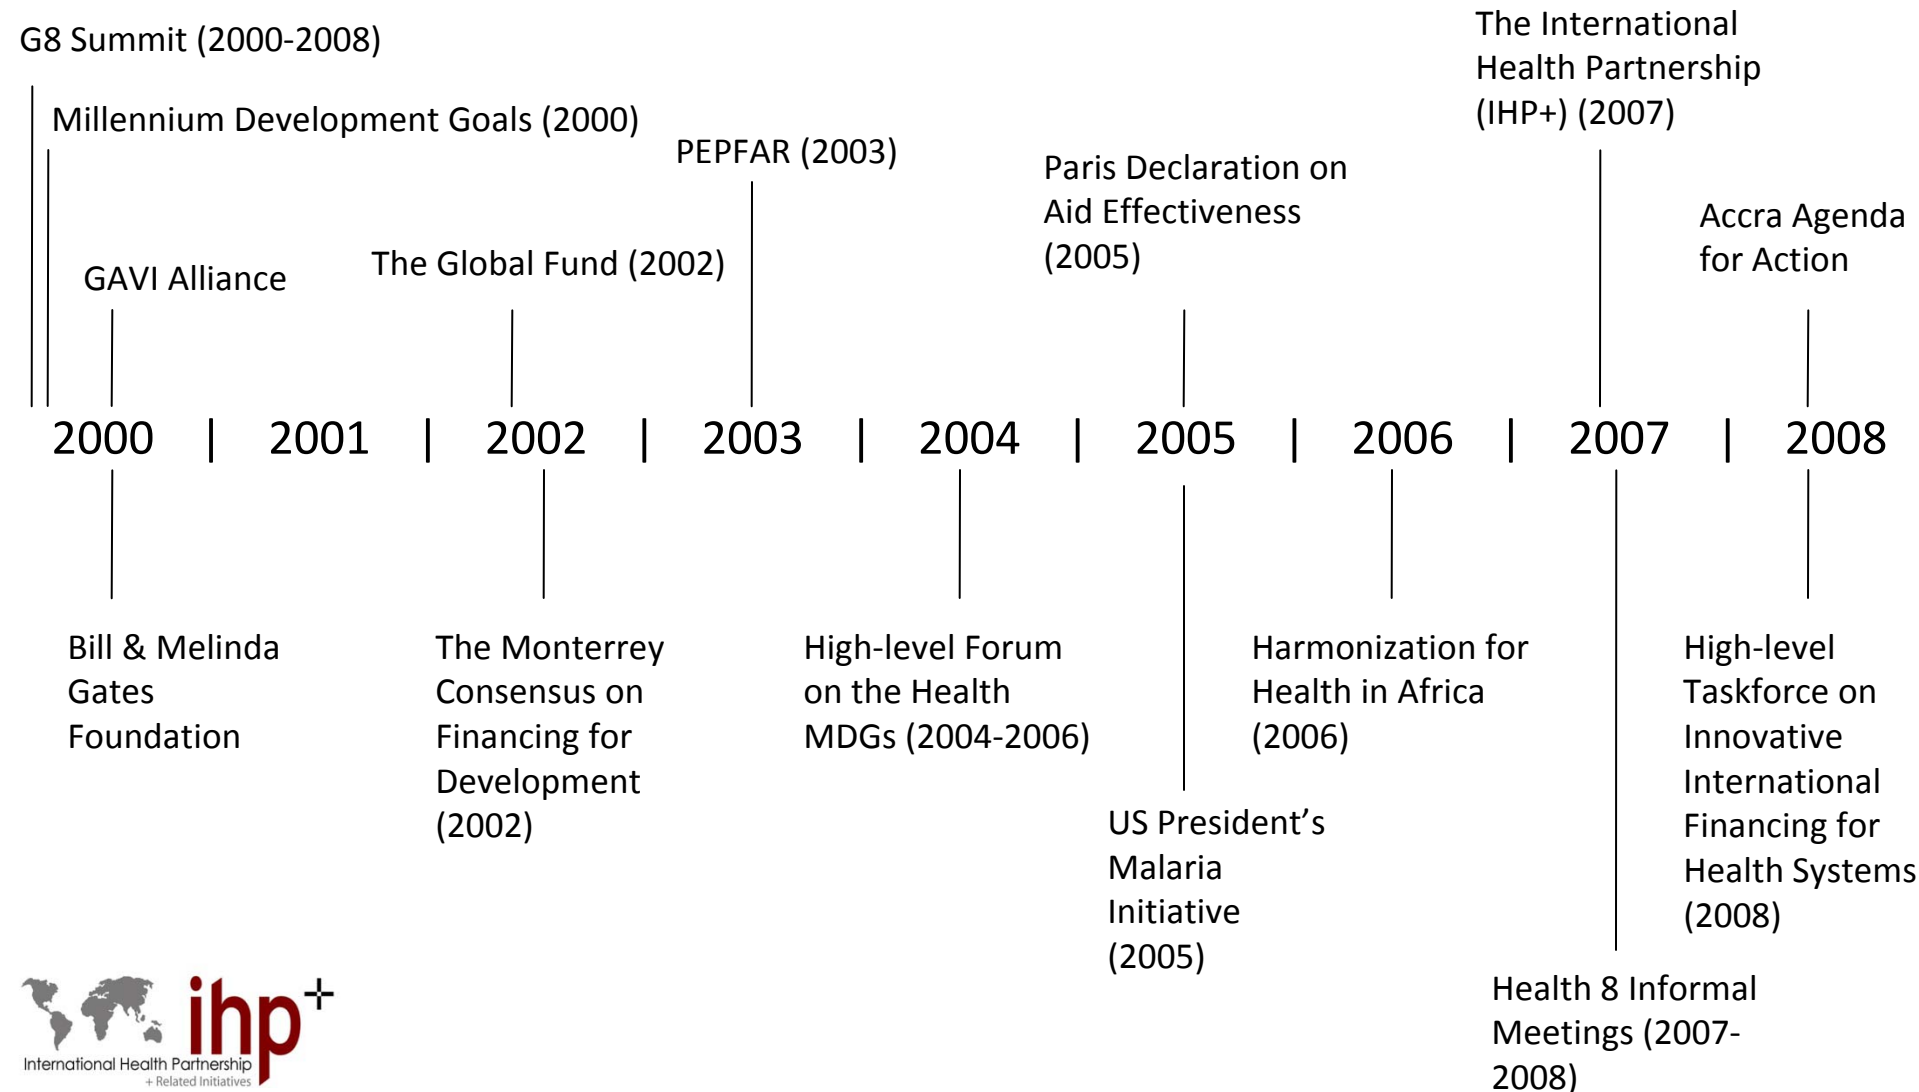 G8 Summit (2000-2008)
Millennium Development Goals (2000)
GAVI Alliance
The Global Fund (2002)
PEPFAR (2003)
Paris Declaration on
Aid Effectiveness
(2005)
The International
Health Partnership
(IHP+) (2007)
Accra Agenda
for Action
2000 | 2001 | 2002 | 2003 | 2004 | 2005 | 2006 | 2007 | 2008
Bill & Melinda
Gates
Foundation
The Monterrey
Consensus on
Financing for
Development
(2002)
High-level Forum
on the Health
MDGs (2004-2006)
US President’s
Malaria
Initiative
(2005)
Harmonization for
Health in Africa
(2006)
Health 8 Informal
Meetings (2007-
2008)
High-level
Taskforce on
Innovative
International
Financing for
Health Systems
(2008)
ihp+
International Health Partnership
+ Related Initiatives